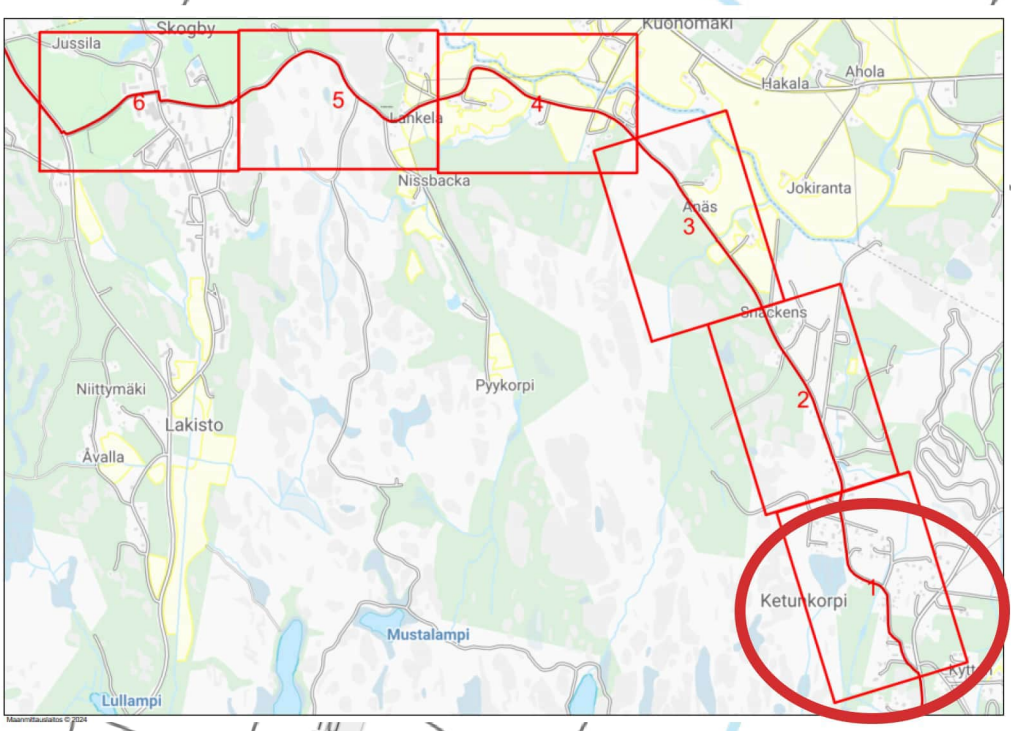 Skogby
Kuonomäki
Jussila
Hakala
Ahola
6
5
4
Lankela
Nissbacka
Jokiranta
Anäs
3
Snäckens
Niittymäki
Pyykorpi
2
Lakisto
Åvalla
1
Ketunkorpi
Mustalampi
Lullampi
Maanmittauslaitos © 2024